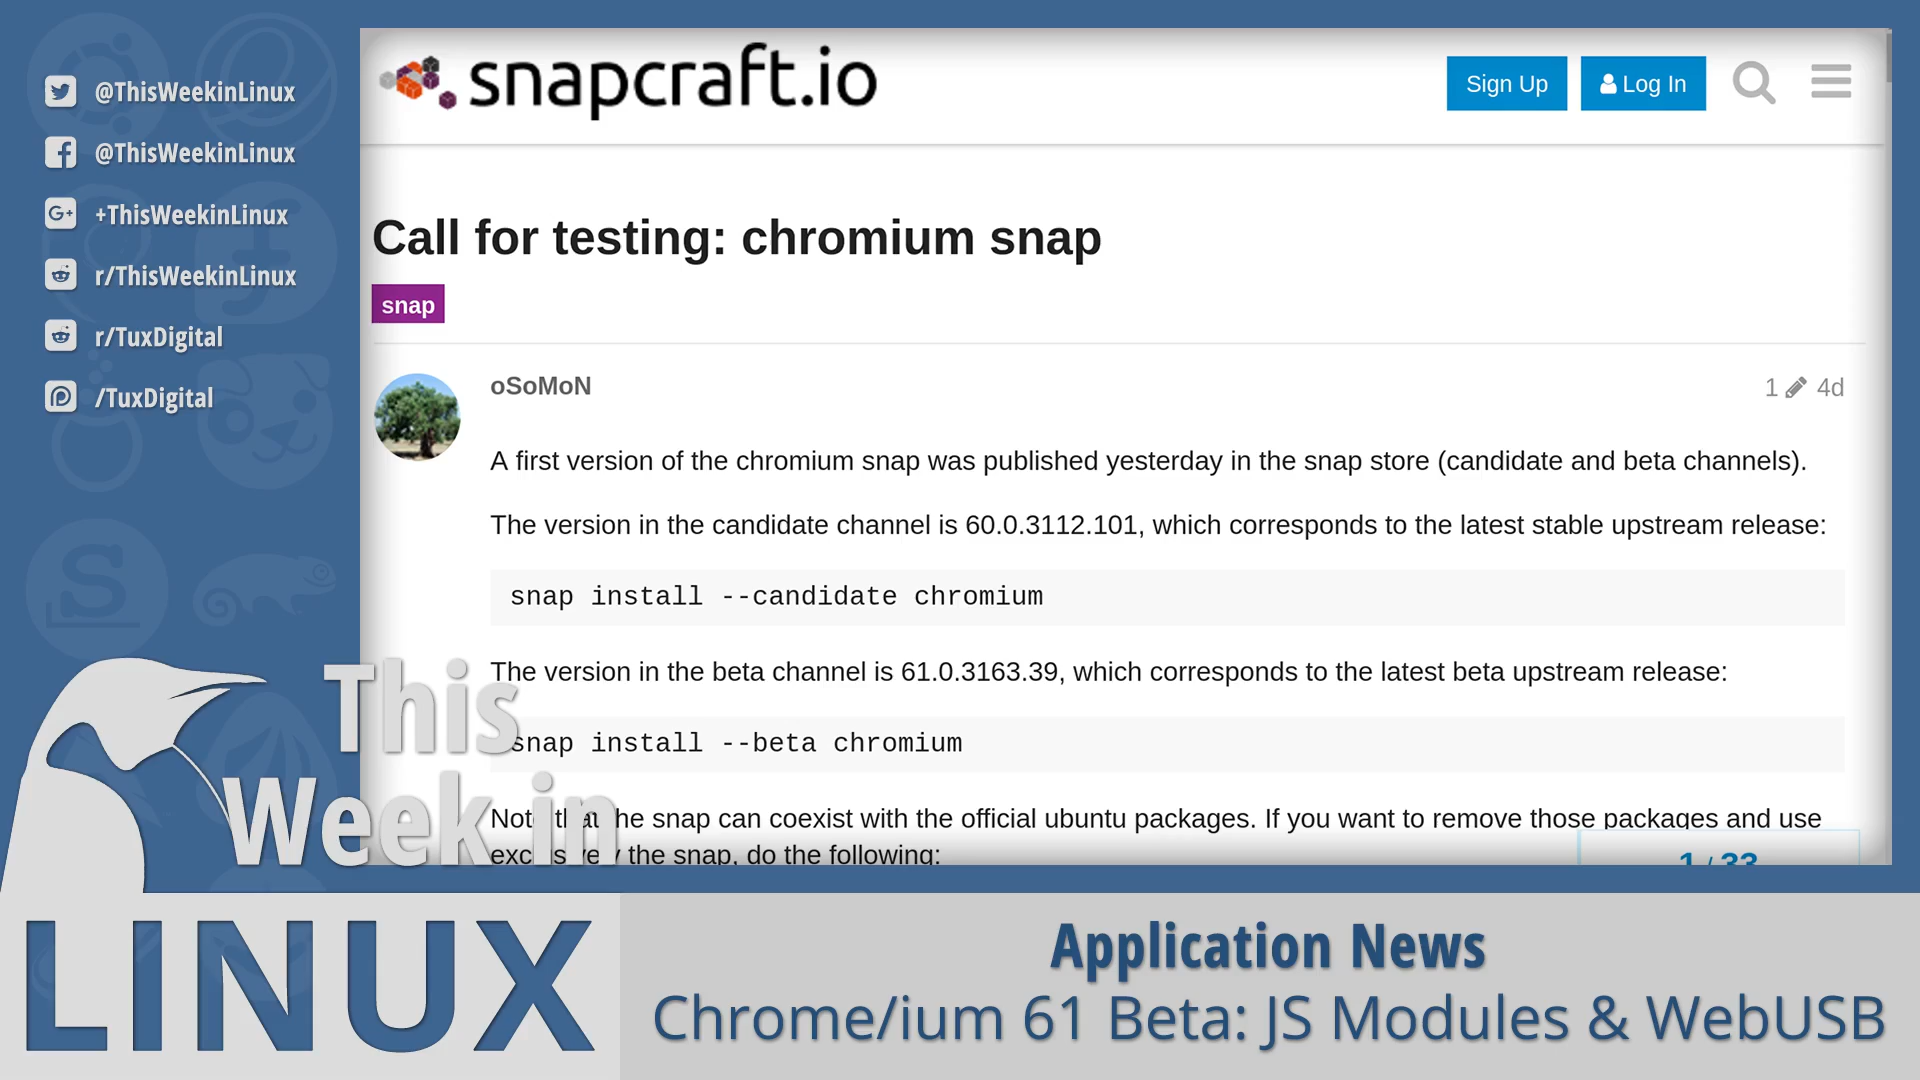 @ThisWeekinLinux
@ThisWeekinLinux
G+ +ThisWeekinLinux
r/ThisWeekinLinux
r/TuxDigital
/TuxDigital
snapcraft.io
Sign Up
Log In
Call for testing: chromium snap
snap
oSoMoN
1 4d
A first version of the chromium snap was published yesterday in the snap store (candidate and beta channels).
The version in the candidate channel is 60.0.3112.101, which corresponds to the latest stable upstream release:
snap install --candidate chromium
The version in the beta channel is 61.0.3163.39, which corresponds to the latest beta upstream release:
snap install --beta chromium
Note that the snap can coexist with the official ubuntu packages. If you want to remove those packages and use
exclusively the snap, do the following:
1 / 33
This
Week in
LINUX
Application News
Chrome/ium 61 Beta: JS Modules & WebUSB